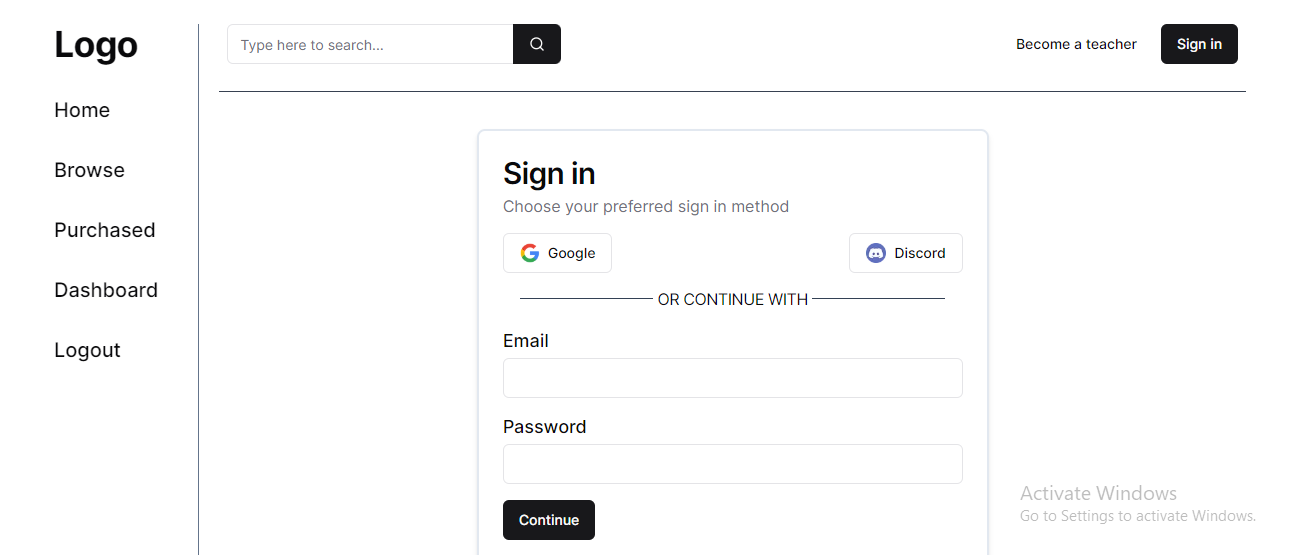 Logo
Type here to search...
Become a teacher
Sign in
Home
Browse
Purchased
Dashboard
Logout
Sign in
Choose your preferred sign in method
Google
Discord
OR CONTINUE WITH
Email
Password
Continue
Activate Windows
Go to Settings to activate Windows.